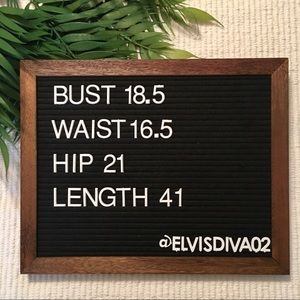 BUST 18.5
WAIST 16.5
HIP 21
LENGTH 41
@ELVISDIVA02